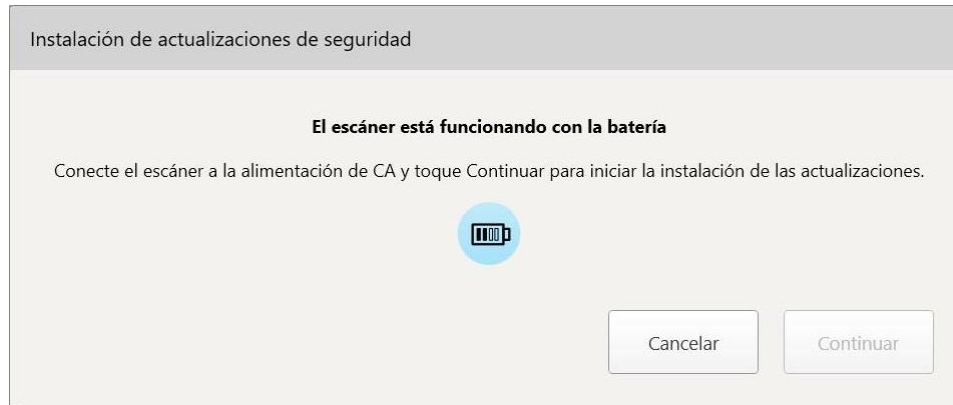 Instalación de actualizaciones de seguridad
El escáner está funcionando con la batería
Conecte el escáner a la alimentación de CA y toque Continuar para iniciar la instalación de las actualizaciones.
Cancelar
Continuar